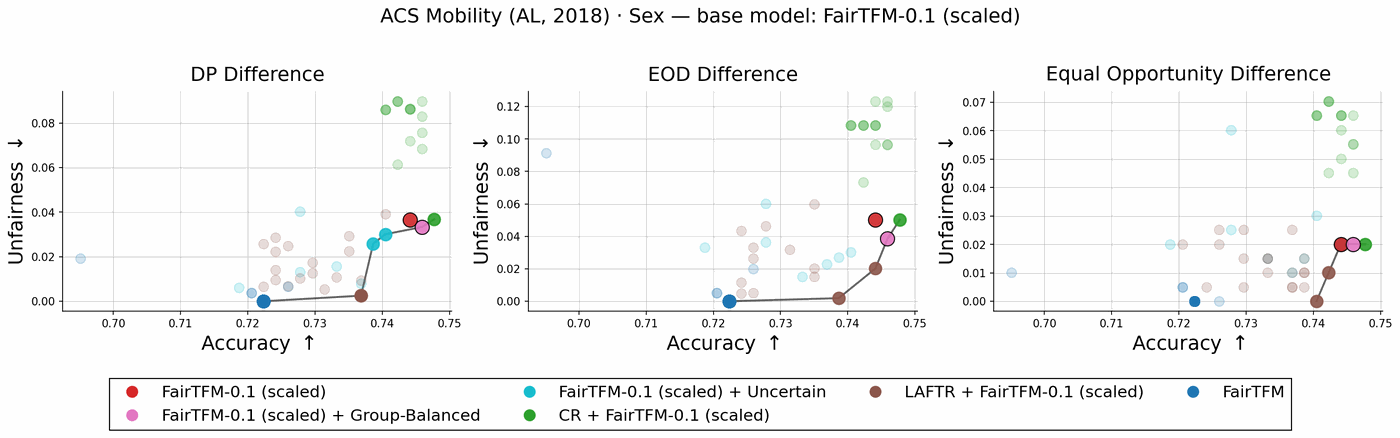 ACS Mobility (AL, 2018) · Sex — base model: FairTFM-0.1 (scaled)
DP Difference
EOD Difference
Equal Opportunity Difference
Unfairness ↓
0.08
0.06
0.04
0.02
0.00
0.70
0.71
0.72
0.73
0.74
0.75
Accuracy ↑
Unfairness ↓
0.12
0.10
0.08
0.06
0.04
0.02
0.00
0.70
0.71
0.72
0.73
0.74
0.75
Accuracy ↑
Unfairness ↓
0.07
0.06
0.05
0.04
0.03
0.02
0.01
0.00
0.70
0.71
0.72
0.73
0.74
0.75
Accuracy ↑
FairTFM-0.1 (scaled)
FairTFM-0.1 (scaled) + Group-Balanced
FairTFM-0.1 (scaled) + Uncertain
CR + FairTFM-0.1 (scaled)
LAFTR + FairTFM-0.1 (scaled)
FairTFM